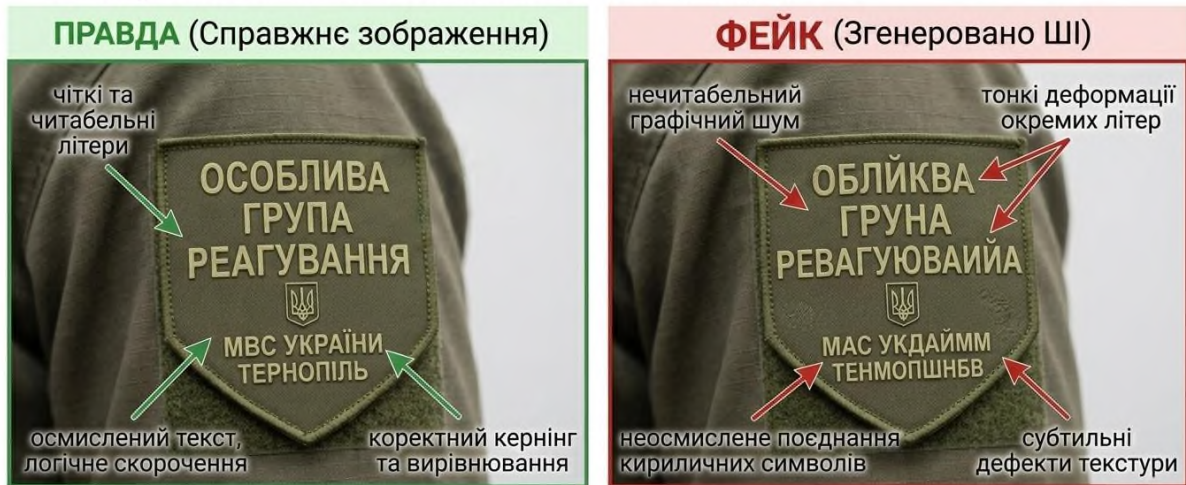 ПРАВДА (Справжнє зображення)
чіткі та
читабельні
літери
ОСОБЛИВА
ГРУПА
РЕАГУВАННЯ
МВС УКРАЇНИ
ТЕРНОПІЛЬ
осмислений текст,
логічне скорочення
коректний кернінг
та вирівнювання
ФЕЙК (Згенеровано ШІ)
нечитабельний
графічний шум
тонкі деформації
окремих літер
ОБЛЙКВА
ГРУНА
РЕВАГУЮВАИЙА
МАС УКДАЙММ
ТЕНМОПШНБВ
неосмислене поєднання
кириличних символів
субтильні
дефекти текстури